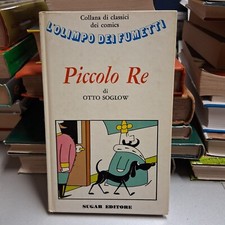 Collana di classici
dei comics
L'OLIMPO DEI FUMETTI
Piccolo Re
di
OTTO SOGLOW
SUGAR EDITORE